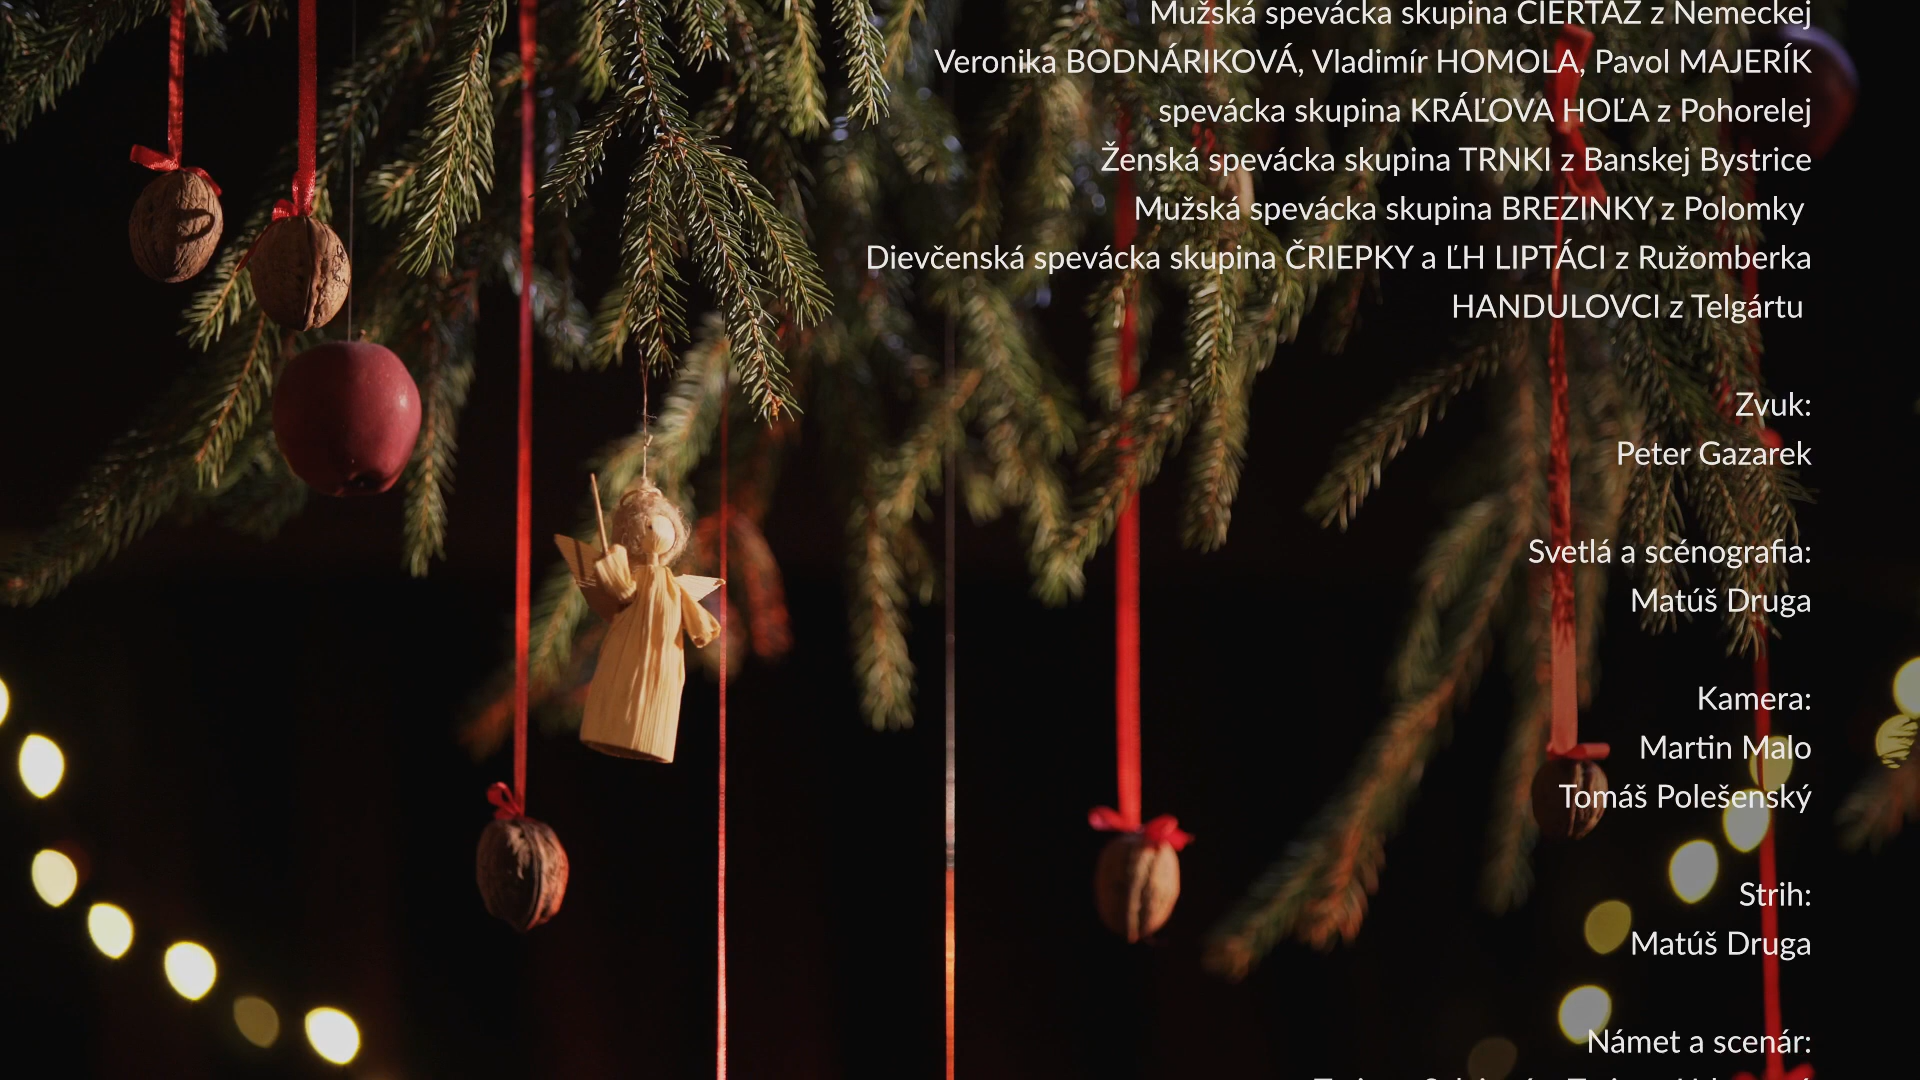 Mužská spevácka skupina CIERTAZ z Nemeckej
Veronika BODNÁRIKOVÁ, Vladimír HOMOLA, Pavol MAJERÍK
spevácka skupina KRÁĽOVA HOĽA z Pohorelej
Ženská spevácka skupina TRNKI z Banskej Bystrice
Mužská spevácka skupina BREZINKY z Polomky
Dievčenská spevácka skupina ČRIEPKY a ĽH LIPTÁCI z Ružomberka
HANDULOVCI z Telgártu
Zvuk:
Peter Gazarek
Svetlá a scénografia:
Matúš Druga
Kamera:
Martin Malo
Tomáš Polešenský
Strih:
Matúš Druga
Námet a scenár: